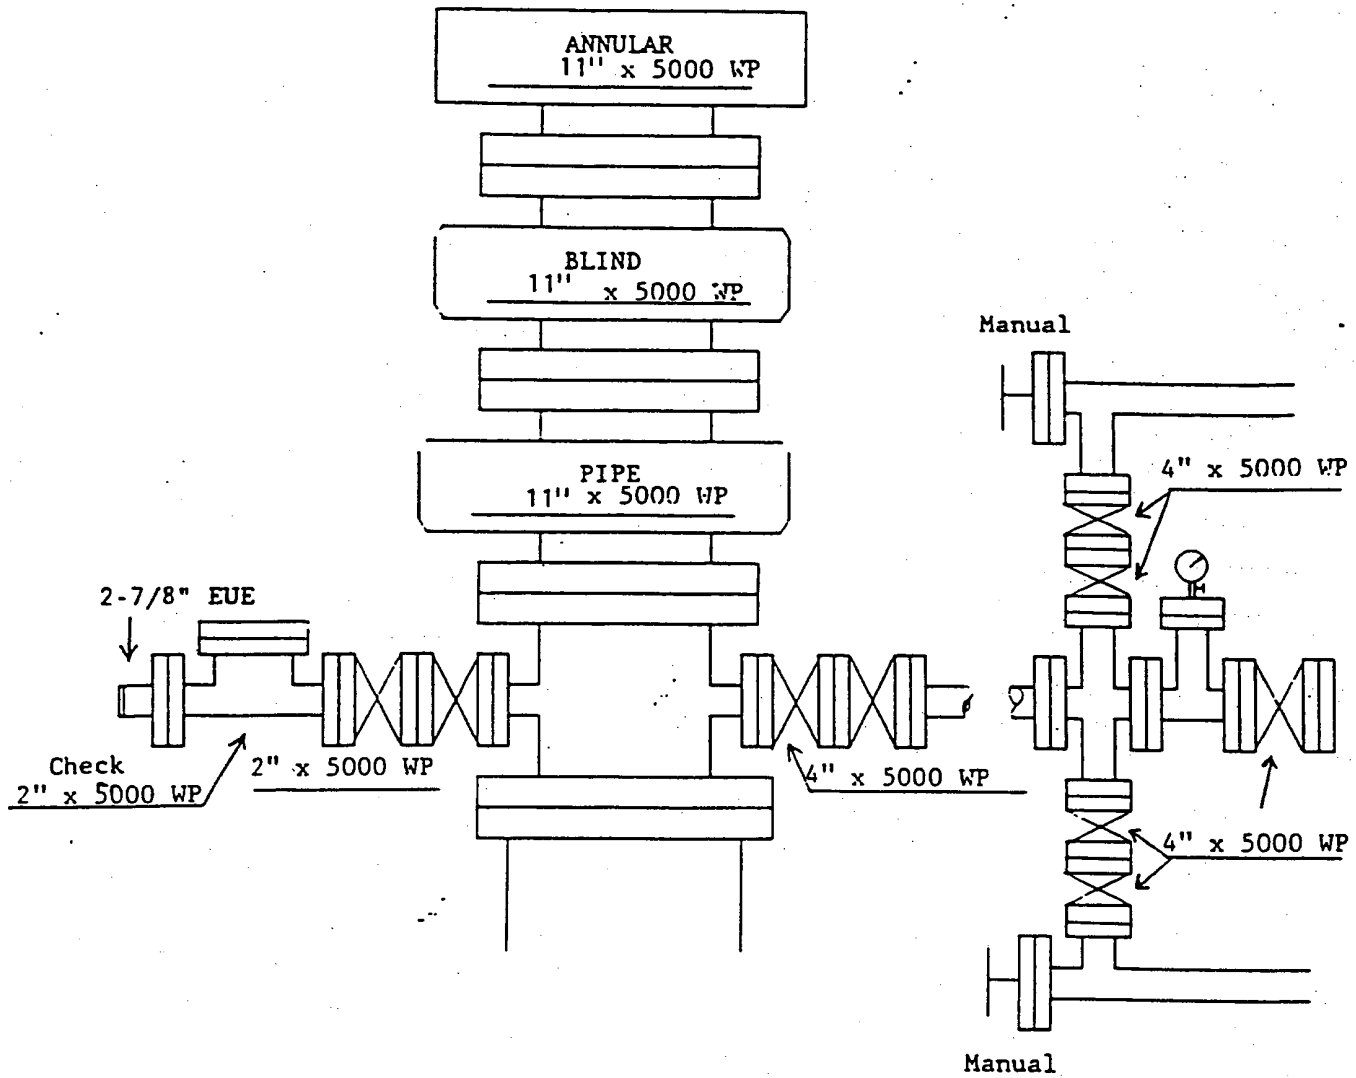 ANNULAR
11" x 5000 WP
BLIND
11" x 5000 WP
Manual
PIPE
11" x 5000 WP
4" x 5000 WP
2-7/8" EUE
Check
2" x 5000 WP
2" x 5000 WP
4" x 5000 WP
4" x 5000 WP
Manual